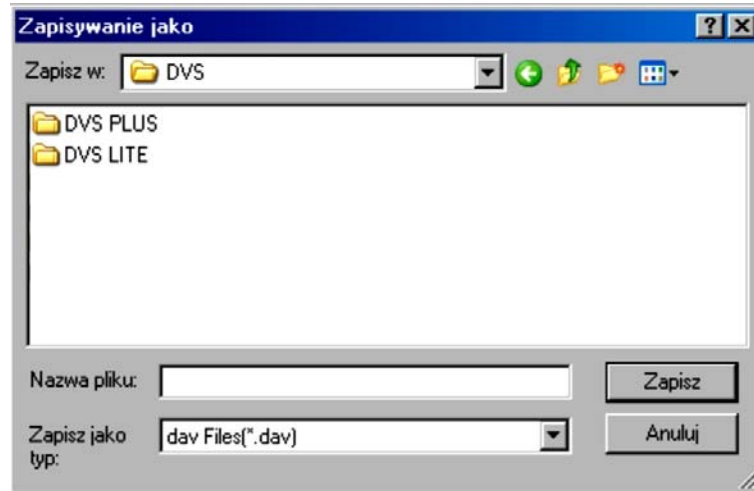 Zapisywanie jako
Zapisz w: DVS
DVS PLUS
DVS LITE
Nazwa pliku:
Zapisz
Zapisz jako
typ:
dav Files(*.dav)
Anuluj